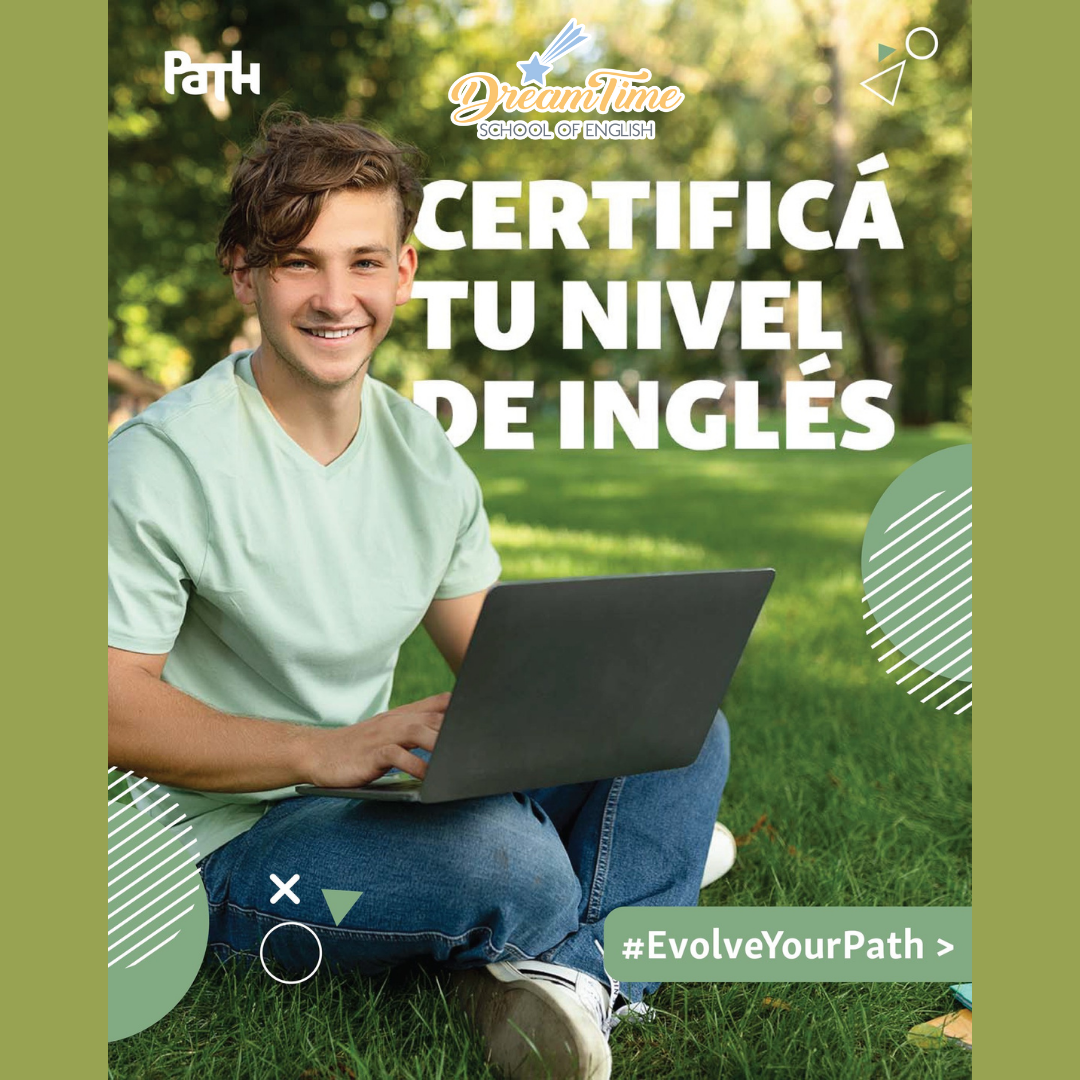 PaTH
DreamTime
SCHOOL OF ENGLISH
CERTIFICÁ
TU NIVEL
DE INGLÉS
#EvolveYourPath >